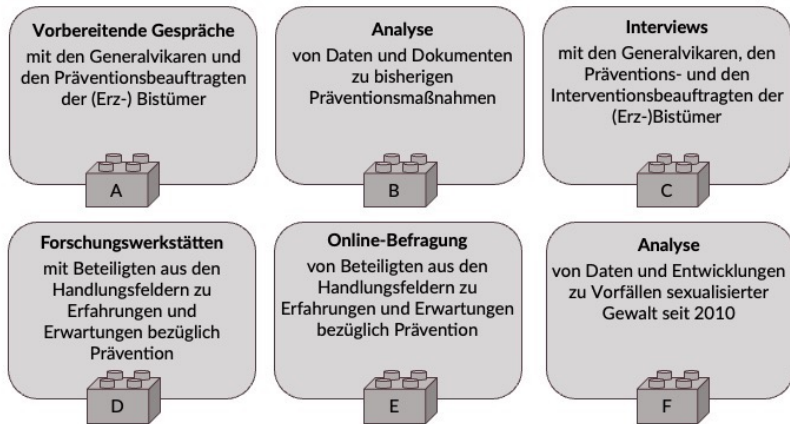 Vorbereitende Gespräche
mit den Generalvikaren und
den Präventionsbeauftragten
der (Erz-) Bistümer
A
Analyse
von Daten und Dokumenten
zu bisherigen
Präventionsmaßnahmen
B
Interviews
mit den Generalvikaren, den
Präventions- und den
Interventionsbeauftragten der
(Erz-)Bistümer
C
Forschungswerkstätten
mit Beteiligten aus den
Handlungsfeldern zu
Erfahrungen und
Erwartungen bezüglich
Prävention
D
Online-Befragung
von Beteiligten aus den
Handlungsfeldern zu
Erfahrungen und Erwartungen
bezüglich Prävention
E
Analyse
von Daten und Entwicklungen
zu Vorfällen sexualisierter
Gewalt seit 2010
F